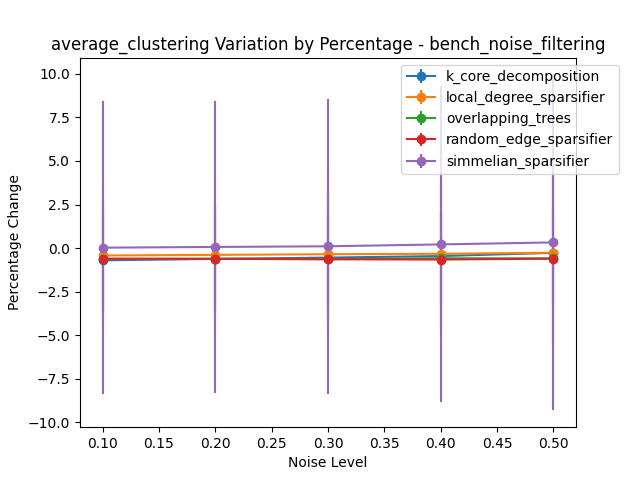 average_clustering Variation by Percentage - bench_noise_filtering
k_core_decomposition
local_degree_sparsifier
overlapping_trees
random_edge_sparsifier
simmelian_sparsifier
Percentage Change
10.0
7.5
5.0
2.5
0.0
−2.5
−5.0
−7.5
−10.0
0.10 0.15 0.20 0.25 0.30 0.35 0.40 0.45 0.50
Noise Level